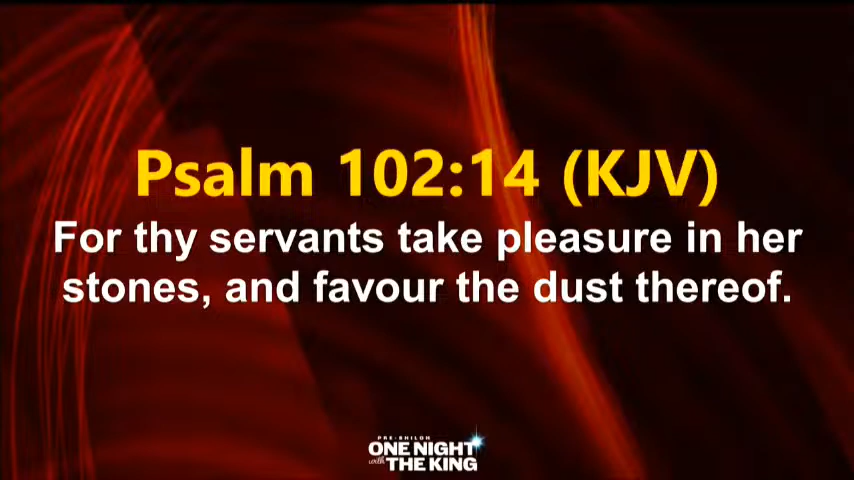 Psalm 102:14 (KJV)
For thy servants take pleasure in her
stones, and favour the dust thereof.
PRE-SHILOH
ONE NIGHT
with THE KING